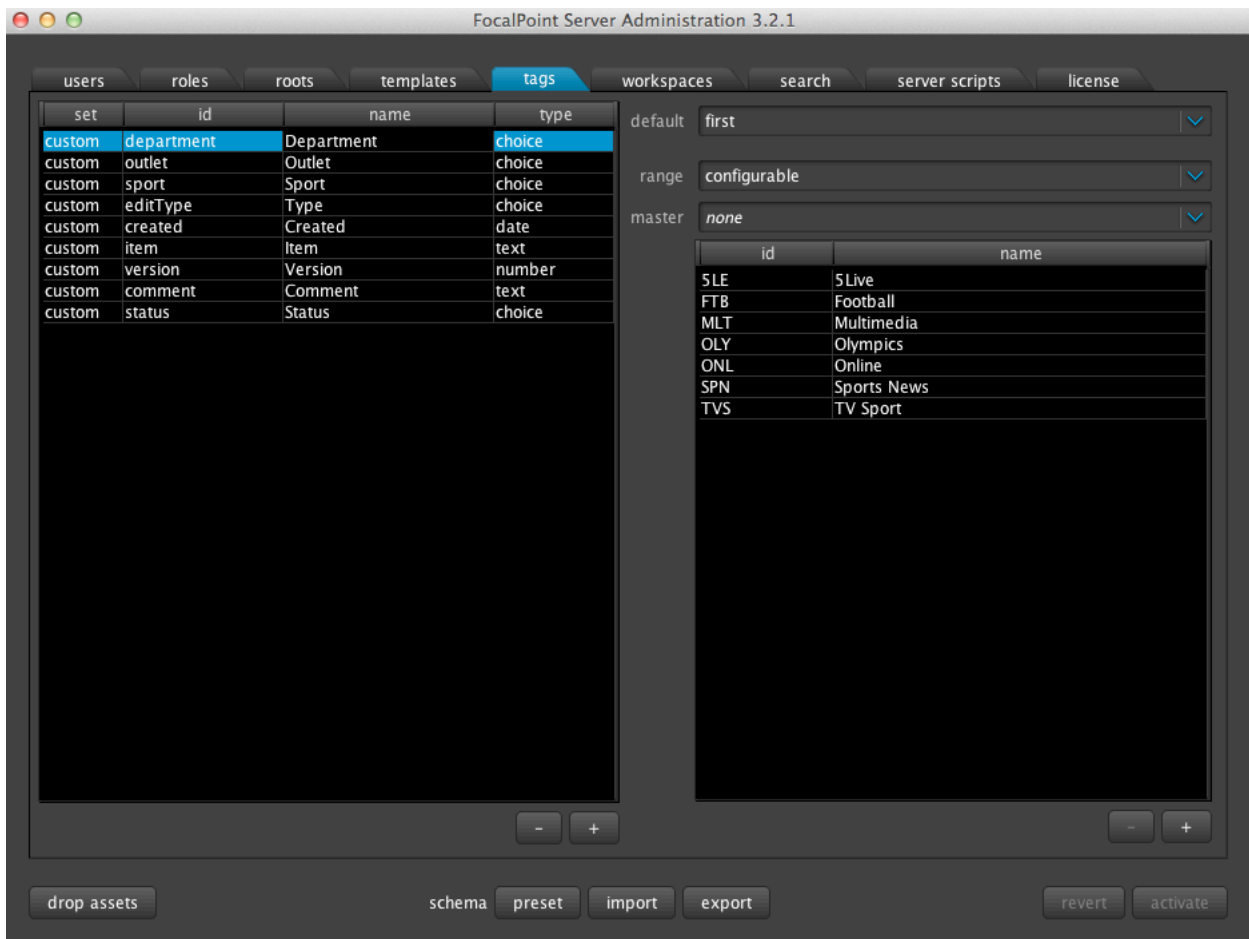 FocalPoint Server Administration 3.2.1
users roles roots templates tags workspaces search server scripts license
set id name type
custom department Department choice
custom outlet Outlet choice
custom sport Sport choice
custom editType Type choice
custom created Created date
custom item Item text
custom version Version number
custom comment Comment text
custom status Status choice
- +
default first
range configurable
master none
id name
5LE 5Live
FTB Football
MLT Multimedia
OLY Olympics
ONL Online
SPN Sports News
TVS TV Sport
- +
drop assets schema preset import export revert activate